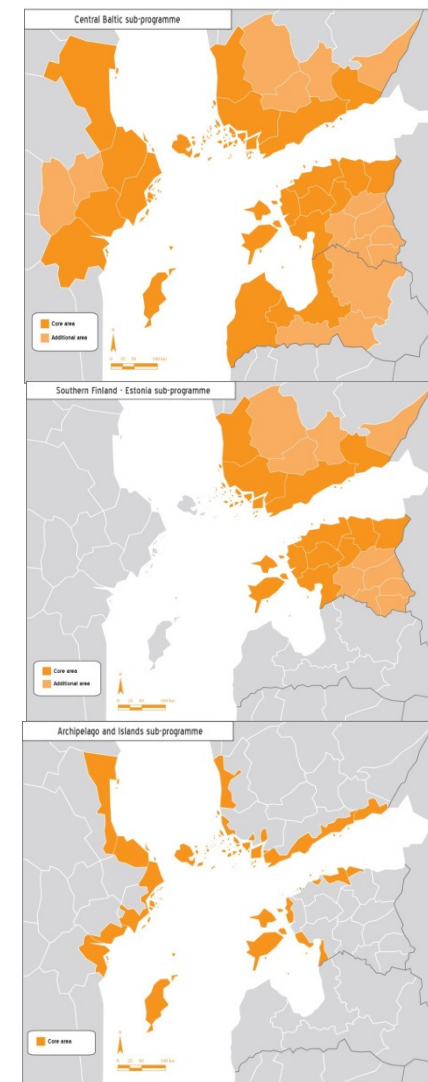 Central Baltic sub-programme
Core area
Additional area
Southern Finland - Estonia sub-programme
Core area
Additional area
Archipelago and Islands sub-programme
Core area